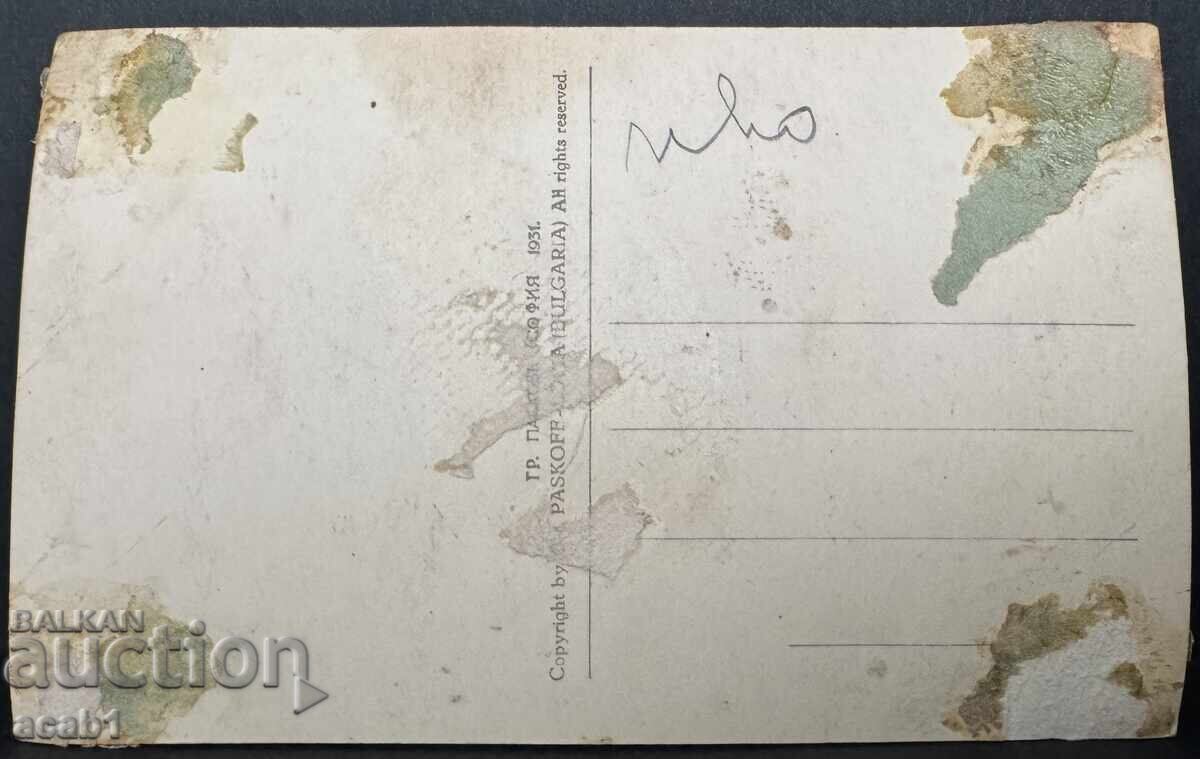 ГР. СОФИЯ 1931.
Copyright by PASKOFF (BULGARIA) All rights reserved.
BALKAN
auction
acab1